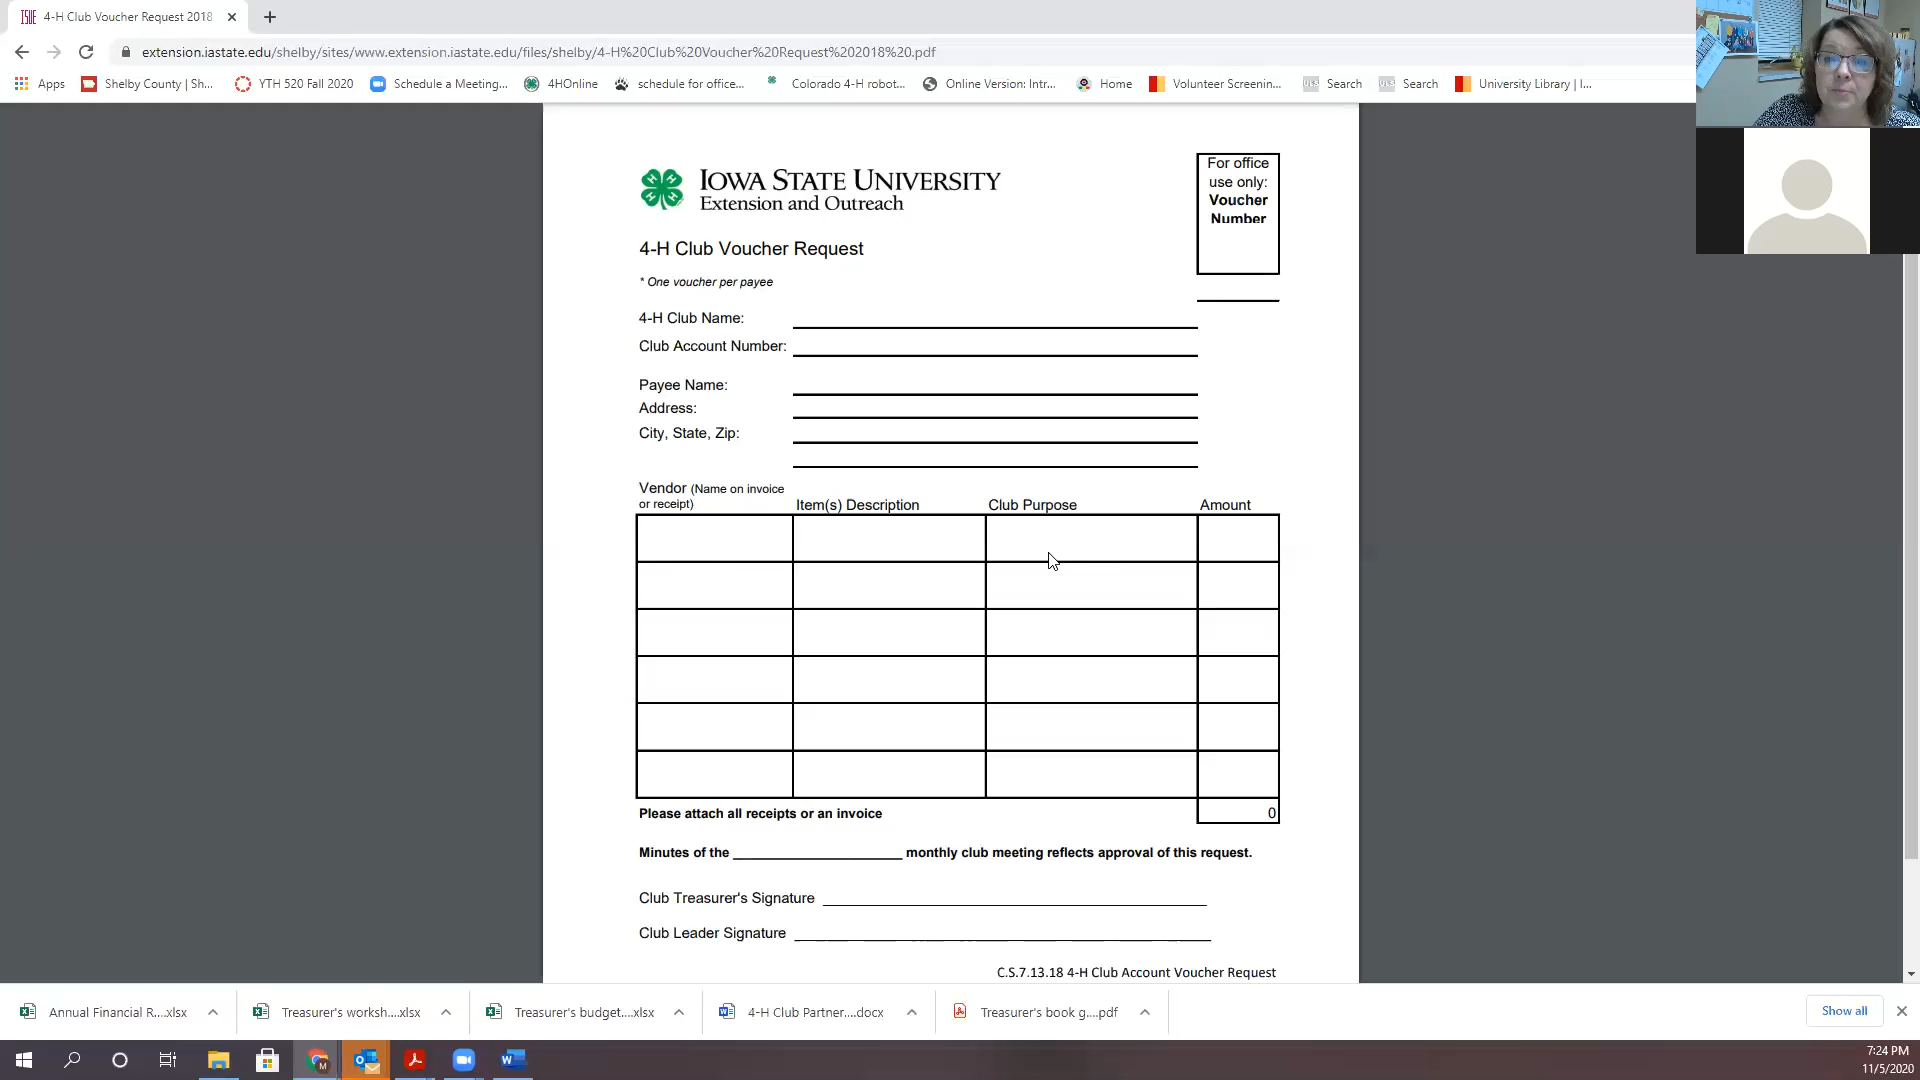 4-H Club Voucher Request 2018
extension.iastate.edu/shelby/sites/www.extension.iastate.edu/files/shelby/4-H%20Club%20Voucher%20Request%202018%20.pdf
Apps
Shelby County | Sh...
YTH 520 Fall 2020
Schedule a Meeting...
4HOnline
schedule for office...
Colorado 4-H robot...
Online Version: Intr...
Home
Volunteer Screenin...
Search
Search
University Library | I...
IOWA STATE UNIVERSITY
Extension and Outreach
For office
use only:
Voucher
Number
4-H Club Voucher Request
* One voucher per payee
4-H Club Name:
Club Account Number:
Payee Name:
Address:
City, State, Zip:
Vendor (Name on invoice
or receipt)
Item(s) Description
Club Purpose
Amount
Please attach all receipts or an invoice
0
Minutes of the ______________________ monthly club meeting reflects approval of this request.
Club Treasurer's Signature
Club Leader Signature
C.S.7.13.18 4-H Club Account Voucher Request
Annual Financial R....xlsx
Treasurer's worksh....xlsx
Treasurer's budget....xlsx
4-H Club Partner....docx
Treasurer's book g....pdf
Show all
7:24 PM
11/5/2020